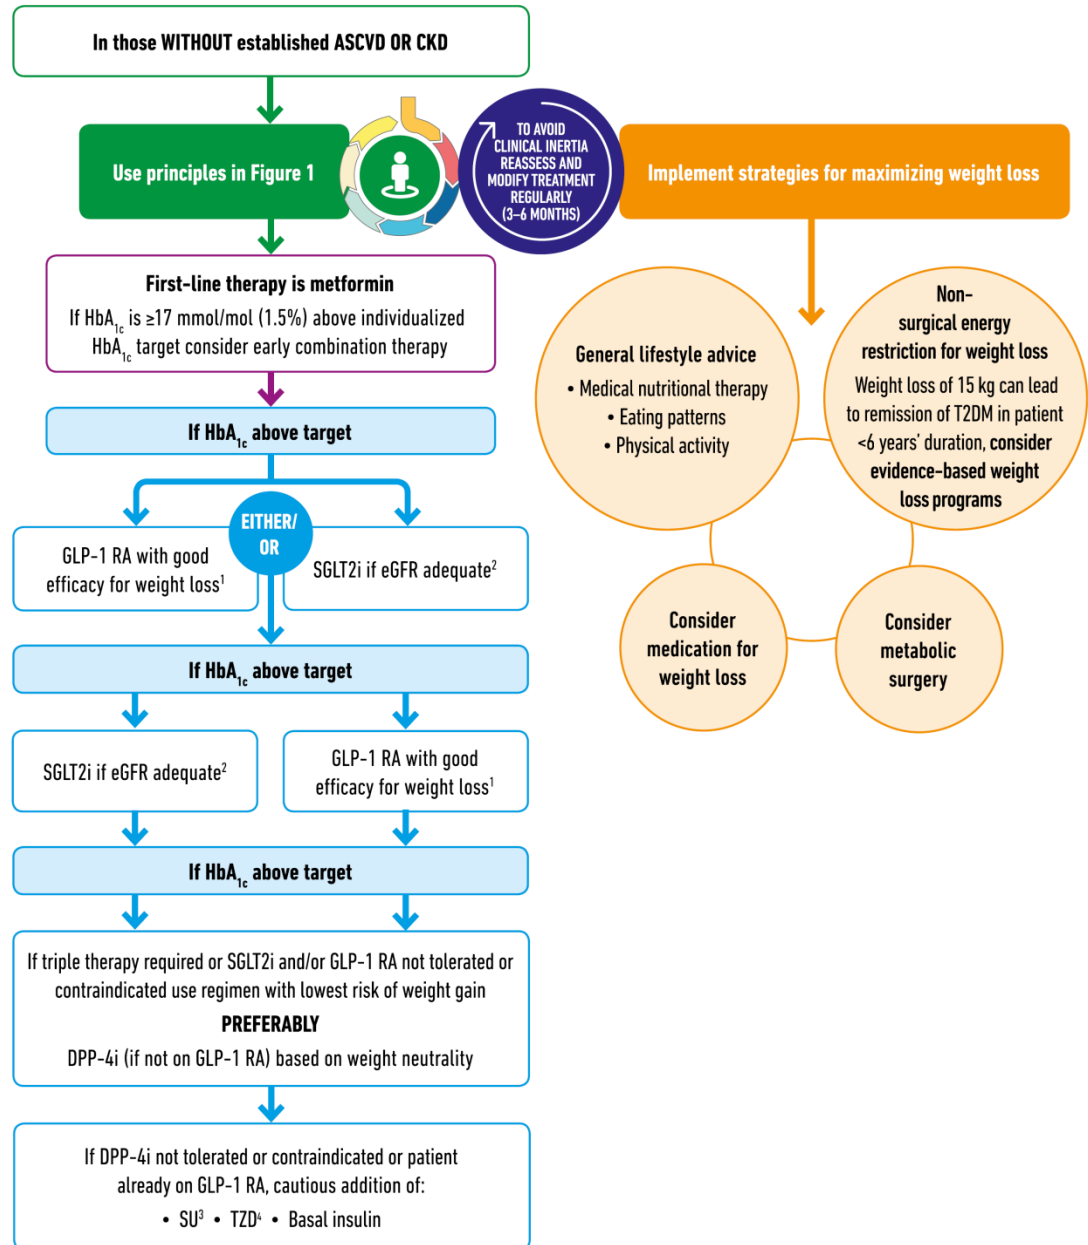 In those WITHOUT established ASCVD OR CKD
Use principles in Figure 1
TO AVOID
CLINICAL INERTIA
REASSESS AND
MODIFY TREATMENT
REGULARLY
(3–6 MONTHS)
Implement strategies for maximizing weight loss
First-line therapy is metformin
If HbA1c is ≥17 mmol/mol (1.5%) above individualized
HbA1c target consider early combination therapy
If HbA1c above target
EITHER/
OR
GLP-1 RA with good
efficacy for weight loss¹
SGLT2i if eGFR adequate²
If HbA1c above target
SGLT2i if eGFR adequate²
GLP-1 RA with good
efficacy for weight loss¹
If HbA1c above target
If triple therapy required or SGLT2i and/or GLP-1 RA not tolerated or
contraindicated use regimen with lowest risk of weight gain
PREFERABLY
DPP-4i (if not on GLP-1 RA) based on weight neutrality
If DPP-4i not tolerated or contraindicated or patient
already on GLP-1 RA, cautious addition of:
• SU³ • TZD⁴ • Basal insulin
General lifestyle advice
• Medical nutritional therapy
• Eating patterns
• Physical activity
Non-
surgical energy
restriction for weight loss
Weight loss of 15 kg can lead
to remission of T2DM in patient
<6 years’ duration, consider
evidence-based weight
loss programs
Consider
medication for
weight loss
Consider
metabolic
surgery